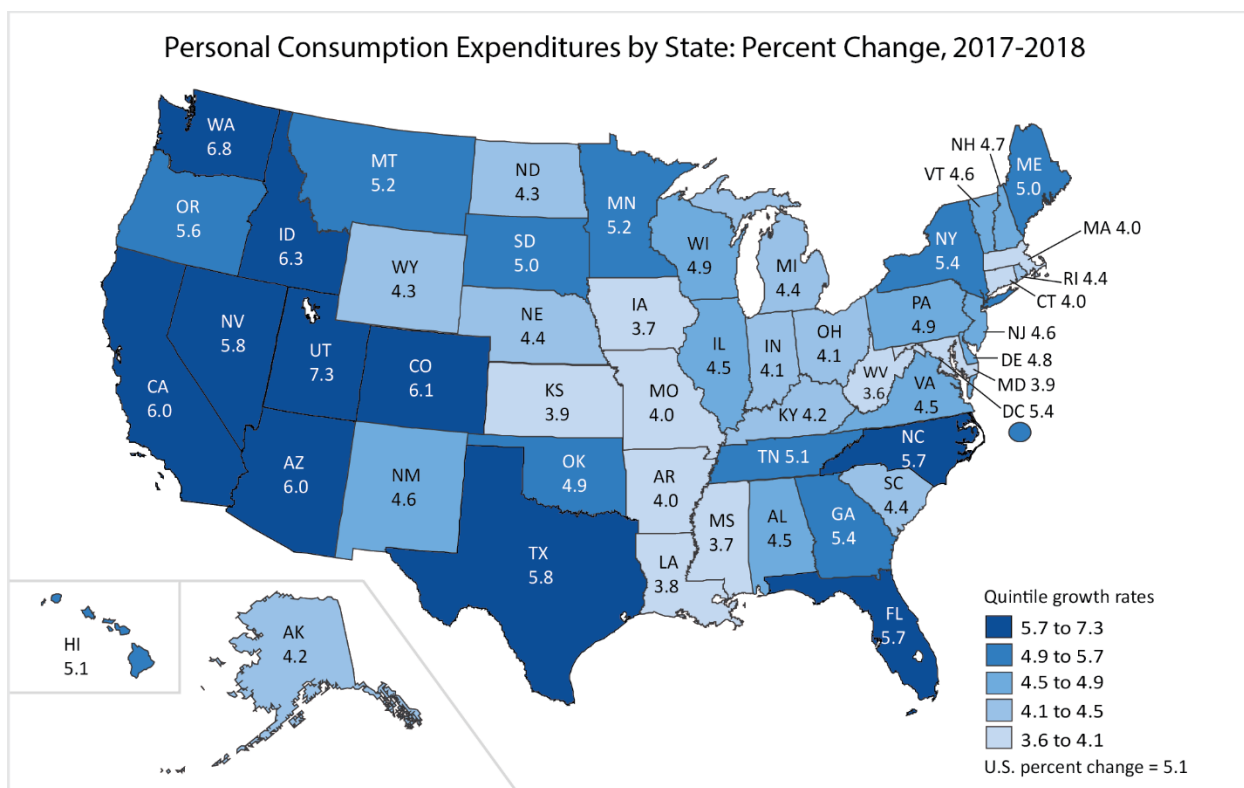 Personal Consumption Expenditures by State: Percent Change, 2017-2018
WA
6.8
MT
5.2
ND
4.3
MN
5.2
NH 4.7
VT 4.6
ME
5.0
OR
5.6
ID
6.3
SD
5.0
WI
4.9
NY
5.4
MA 4.0
WY
4.3
MI
4.4
RI 4.4
CT 4.0
NV
5.8
UT
7.3
NE
4.4
IA
3.7
PA
4.9
NJ 4.6
CA
6.0
CO
6.1
IL
4.5
IN
4.1
OH
4.1
DE 4.8
KS
3.9
MO
4.0
WV
3.6
VA
4.5
MD 3.9
DC 5.4
KY 4.2
AZ
6.0
NM
4.6
OK
4.9
TN 5.1
NC
5.7
AR
4.0
SC
4.4
MS
3.7
AL
4.5
GA
5.4
TX
5.8
LA
3.8
FL
5.7
HI
5.1
AK
4.2
Quintile growth rates
5.7 to 7.3
4.9 to 5.7
4.5 to 4.9
4.1 to 4.5
3.6 to 4.1
U.S. percent change = 5.1